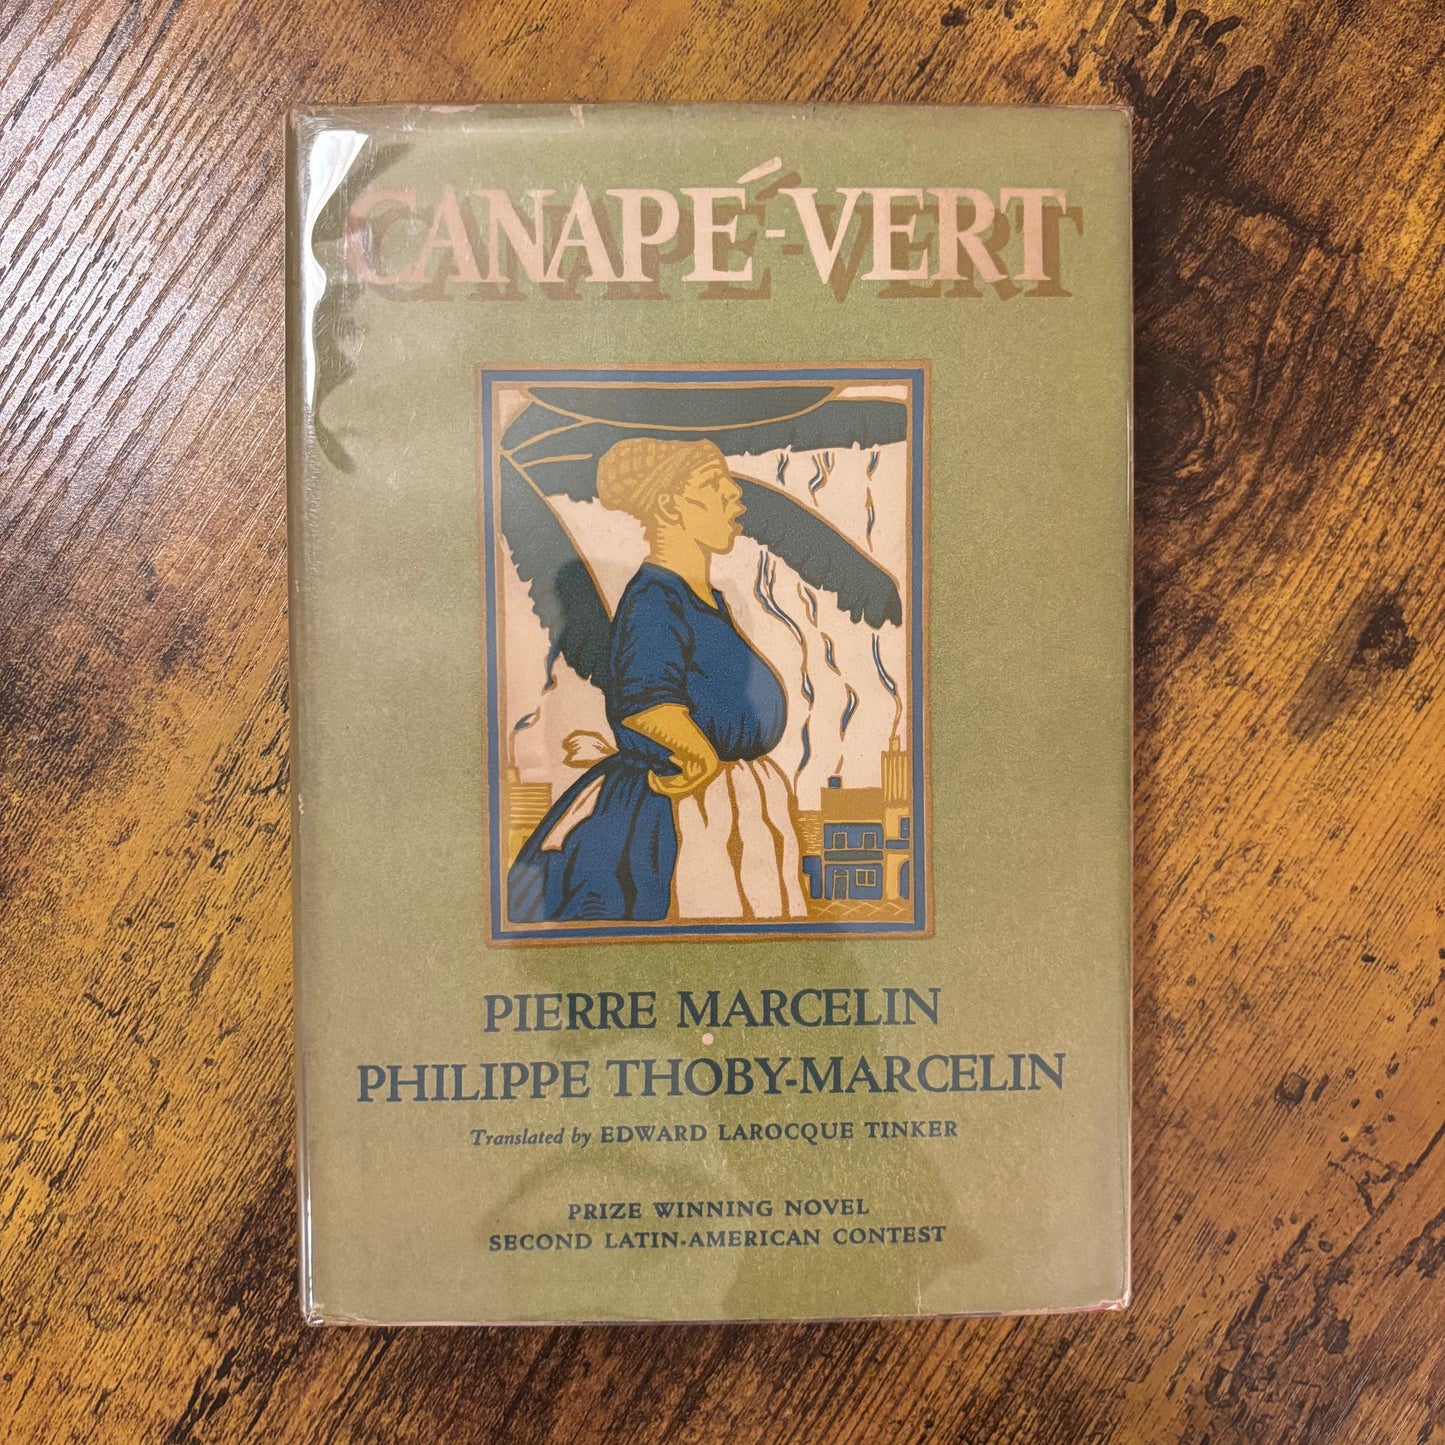 CANAPÉ-VERT
PIERRE MARCELIN
PHILIPPE THOBY-MARCELIN
Translated by EDWARD LAROCQUE TINKER
PRIZE WINNING NOVEL
SECOND LATIN-AMERICAN CONTEST